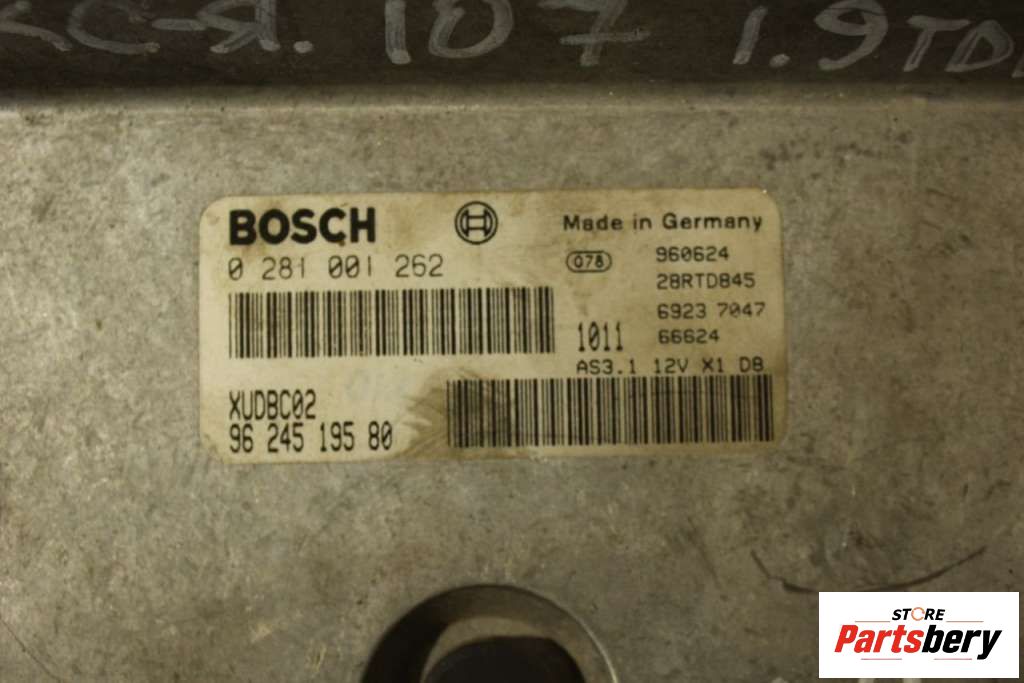 107 1.9TD
BOSCH
Made in Germany
0 281 001 262
078
960624
28RTD845
6923 7047
1011
66624
AS3.1 12V X1 D8
XUDBC02
96 245 195 80
STORE
Partsbery